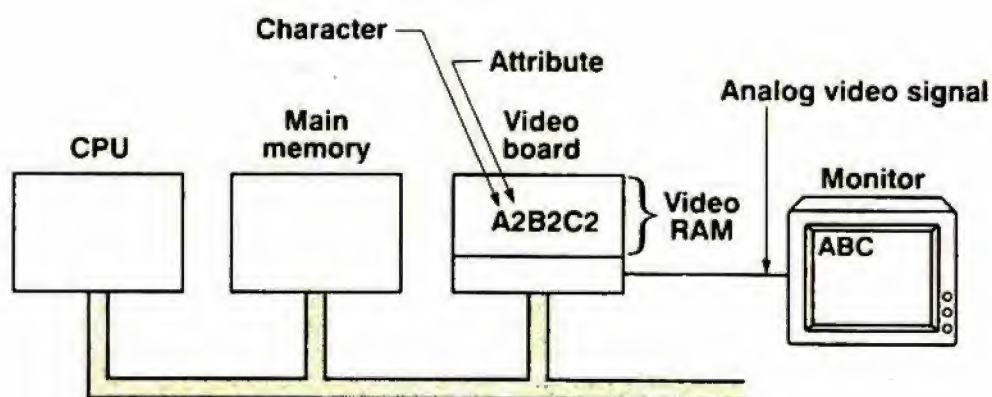 Character
Attribute
Analog video signal
CPU
Main
memory
Video
board
Monitor
A2B2C2
Video
RAM
ABC